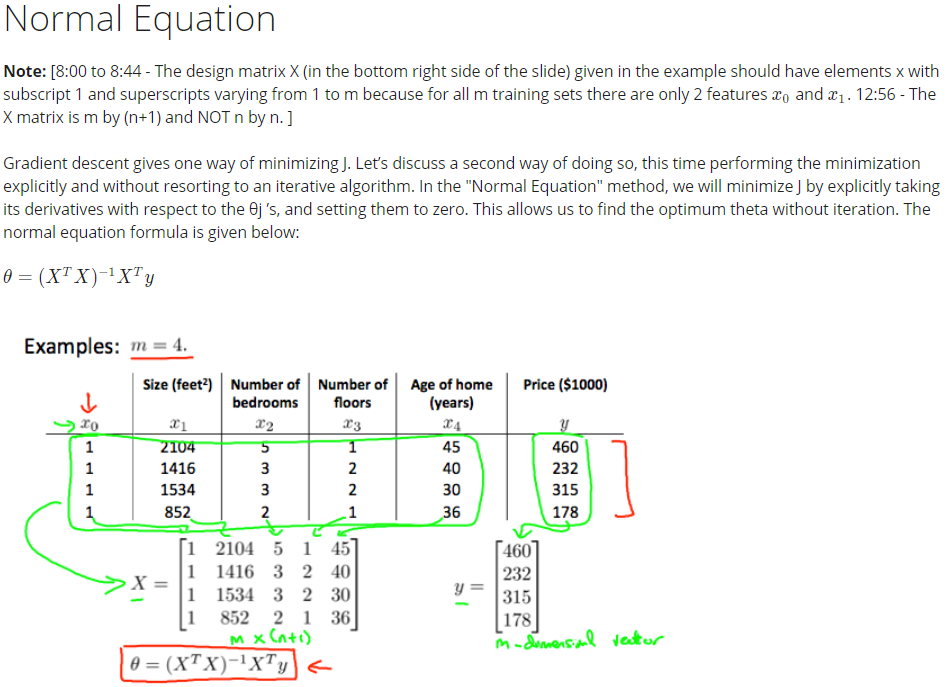 Normal Equation
Note: [8:00 to 8:44 - The design matrix X (in the bottom right side of the slide) given in the example should have elements x with
subscript 1 and superscripts varying from 1 to m because for all m training sets there are only 2 features x₀ and x₁. 12:56 - The
X matrix is m by (n+1) and NOT n by n. ]
Gradient descent gives one way of minimizing J. Let’s discuss a second way of doing so, this time performing the minimization
explicitly and without resorting to an iterative algorithm. In the "Normal Equation" method, we will minimize J by explicitly taking
its derivatives with respect to the θj ’s, and setting them to zero. This allows us to find the optimum theta without iteration. The
normal equation formula is given below:
θ = (XᵀX)⁻¹Xᵀy
Examples: m = 4.
Size (feet²) Number of bedrooms Number of floors Age of home (years) Price ($1000)
x₀ x₁ x₂ x₃ x₄ y
1 2104 5 1 45 460
1 1416 3 2 40 232
1 1534 3 2 30 315
1 852 2 1 36 178
X = [1 2104 5 1 45
1 1416 3 2 40
1 1534 3 2 30
1 852 2 1 36]
m x (n+1)
y = [460
232
315
178]
m-dimensional vector
θ = (XᵀX)⁻¹Xᵀy